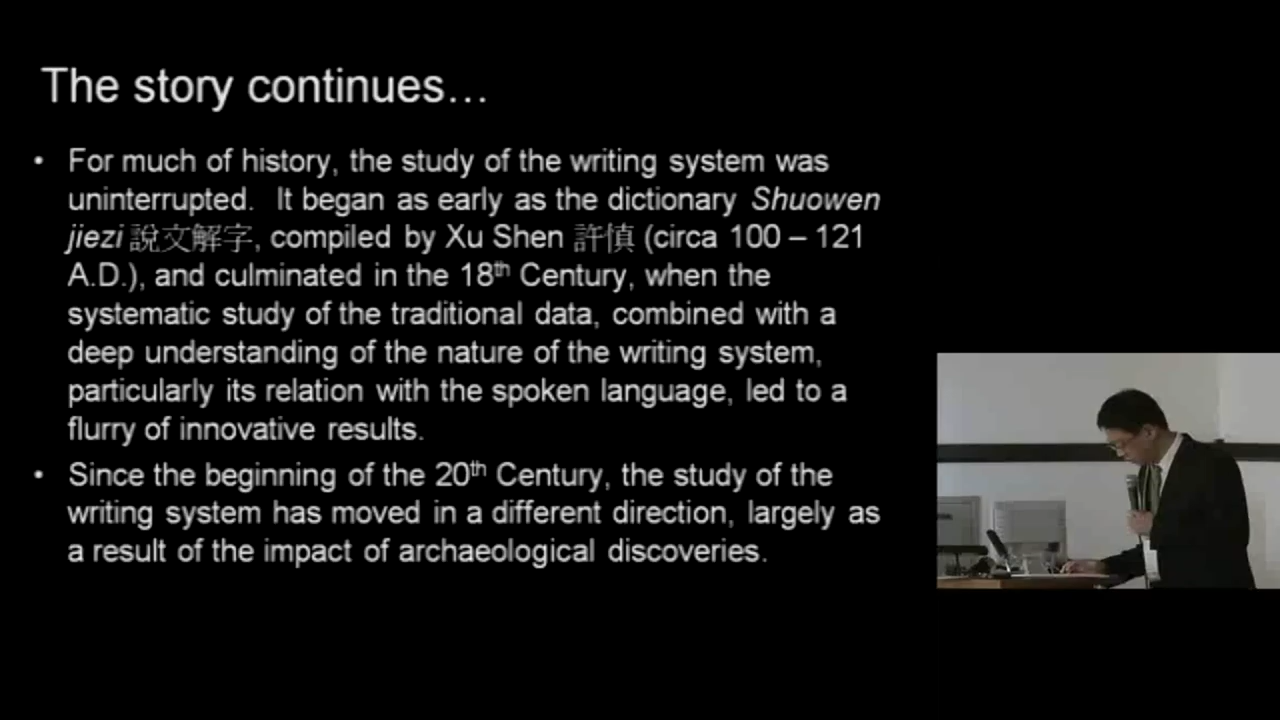 The story continues…
• For much of history, the study of the writing system was
uninterrupted. It began as early as the dictionary Shuowen
jiezi 說文解字, compiled by Xu Shen 許慎 (circa 100 – 121
A.D.), and culminated in the 18th Century, when the
systematic study of the traditional data, combined with a
deep understanding of the nature of the writing system,
particularly its relation with the spoken language, led to a
flurry of innovative results.
• Since the beginning of the 20th Century, the study of the
writing system has moved in a different direction, largely as
a result of the impact of archaeological discoveries.